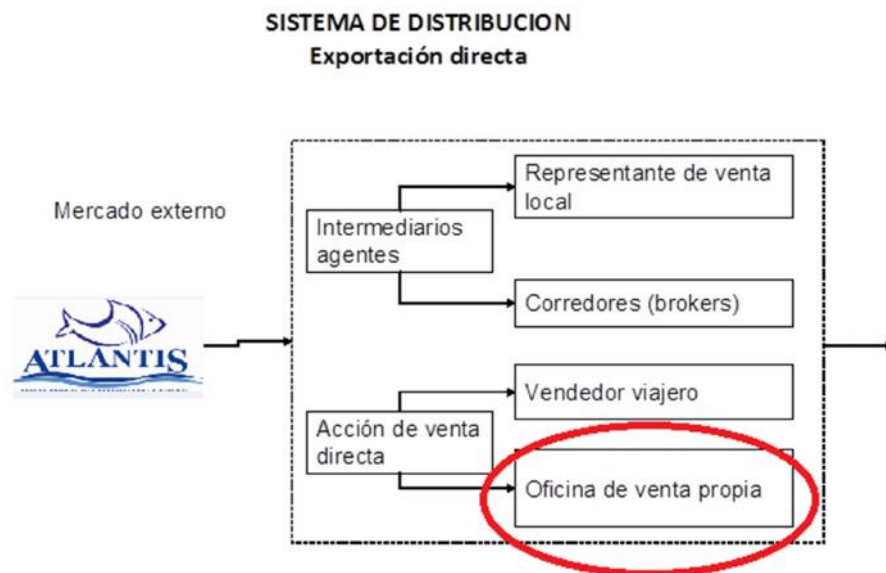 SISTEMA DE DISTRIBUCION
Exportación directa
Mercado externo
Intermediarios
agentes
Representante de venta
local
Corredores (brokers)
ATLANTIS
Acción de venta
directa
Vendedor viajero
Oficina de venta propia